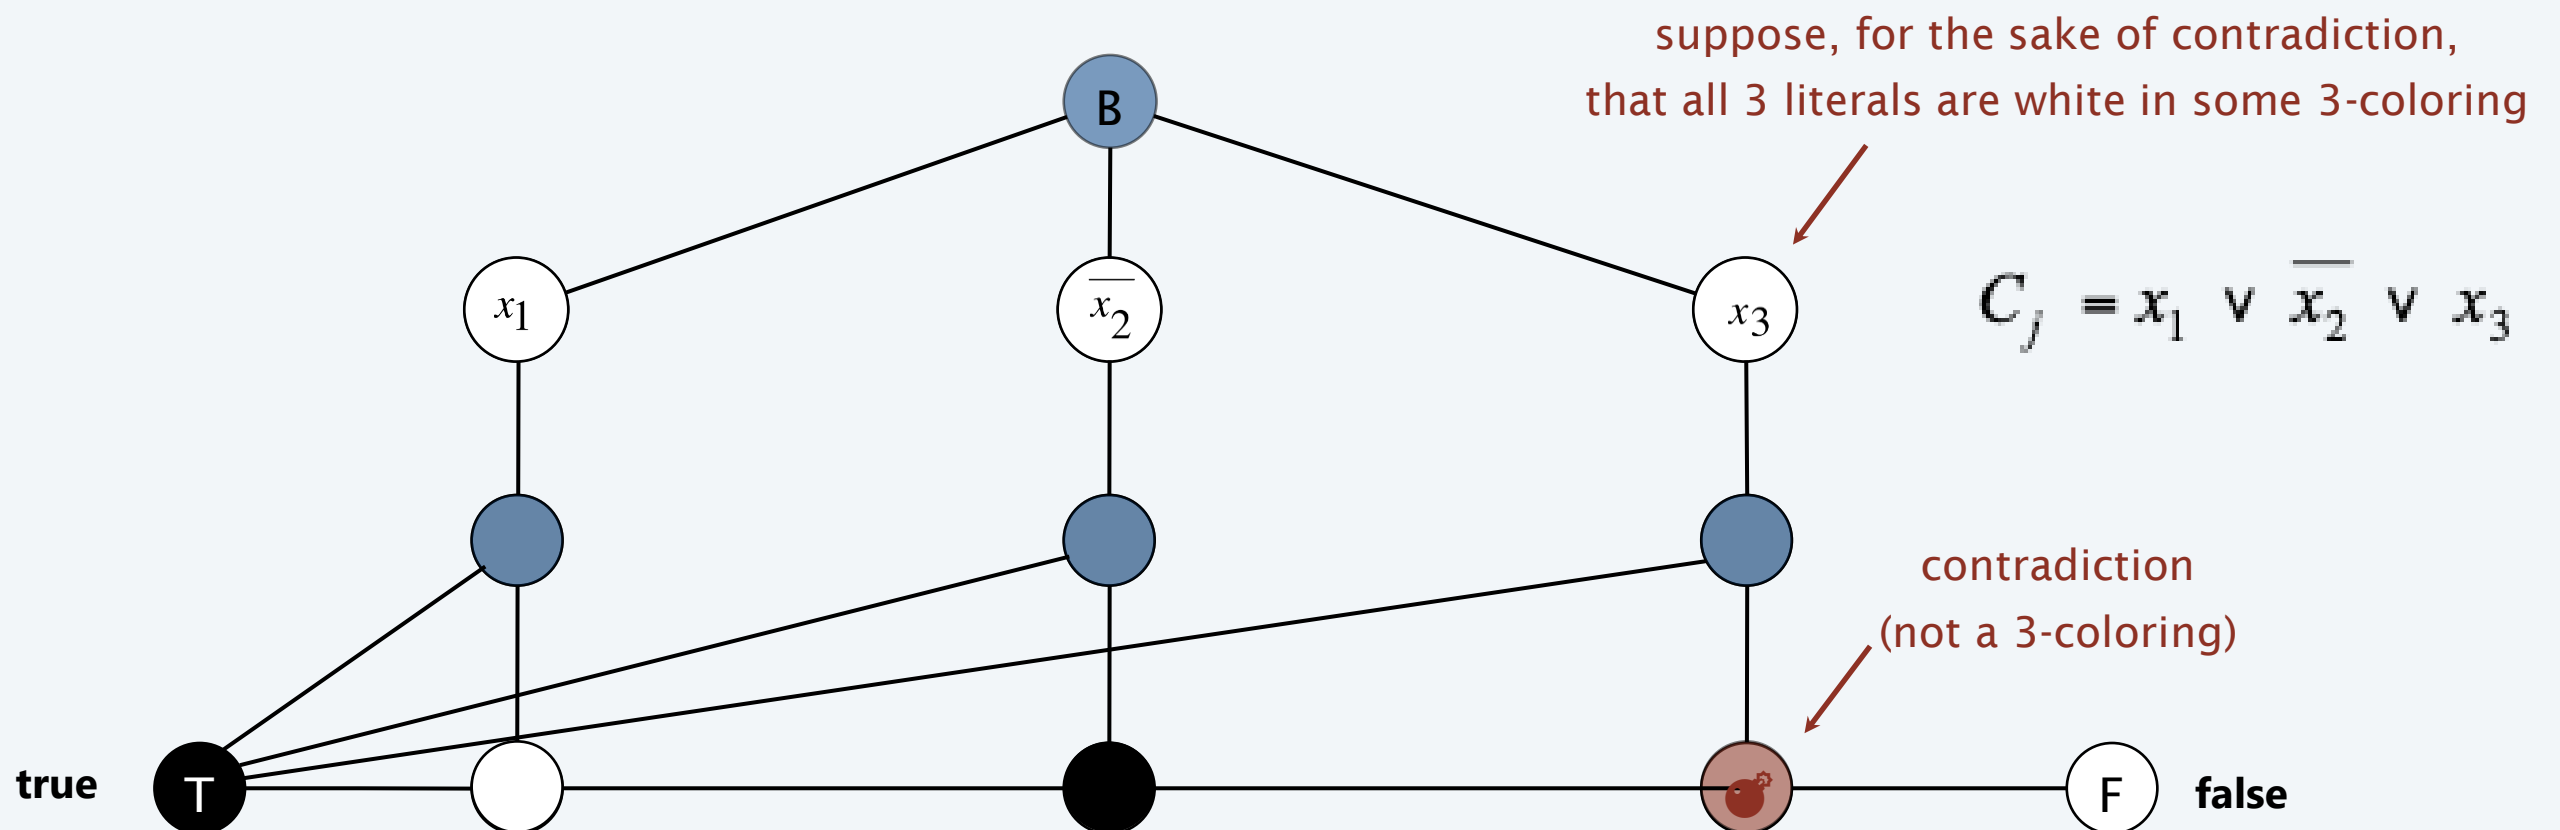 suppose, for the sake of contradiction,
that all 3 literals are white in some 3-coloring
B
x₁
x̅₂
x₃
C_j = x₁ ∨ x̅₂ ∨ x₃
contradiction
(not a 3-coloring)
true
T
F
false